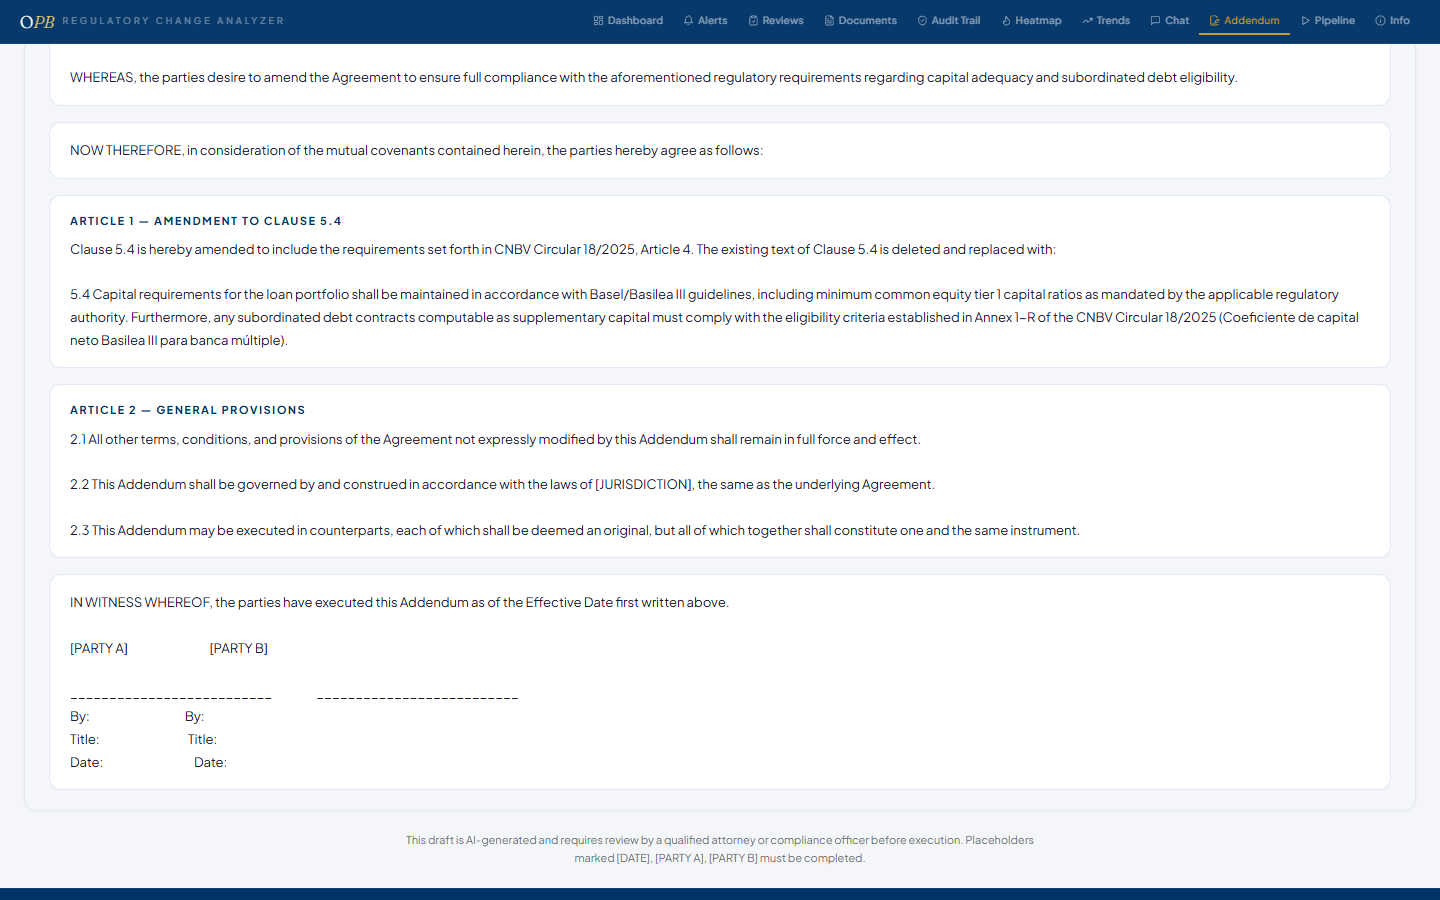 OPB REGULATORY CHANGE ANALYZER
Dashboard Alerts Reviews Documents Audit Trail Heatmap Trends Chat Addendum Pipeline Info
WHEREAS, the parties desire to amend the Agreement to ensure full compliance with the aforementioned regulatory requirements regarding capital adequacy and subordinated debt eligibility.
NOW THEREFORE, in consideration of the mutual covenants contained herein, the parties hereby agree as follows:
ARTICLE 1 — AMENDMENT TO CLAUSE 5.4
Clause 5.4 is hereby amended to include the requirements set forth in CNBV Circular 18/2025, Article 4. The existing text of Clause 5.4 is deleted and replaced with:
5.4 Capital requirements for the loan portfolio shall be maintained in accordance with Basel/Basilea III guidelines, including minimum common equity tier 1 capital ratios as mandated by the applicable regulatory
authority. Furthermore, any subordinated debt contracts computable as supplementary capital must comply with the eligibility criteria established in Annex 1-R of the CNBV Circular 18/2025 (Coeficiente de capital
neto Basilea III para banca múltiple).
ARTICLE 2 — GENERAL PROVISIONS
2.1 All other terms, conditions, and provisions of the Agreement not expressly modified by this Addendum shall remain in full force and effect.
2.2 This Addendum shall be governed by and construed in accordance with the laws of [JURISDICTION], the same as the underlying Agreement.
2.3 This Addendum may be executed in counterparts, each of which shall be deemed an original, but all of which together shall constitute one and the same instrument.
IN WITNESS WHEREOF, the parties have executed this Addendum as of the Effective Date first written above.
[PARTY A] [PARTY B]
__________________________ __________________________
By: By:
Title: Title:
Date: Date:
This draft is AI-generated and requires review by a qualified attorney or compliance officer before execution. Placeholders
marked [DATE], [PARTY A], [PARTY B] must be completed.